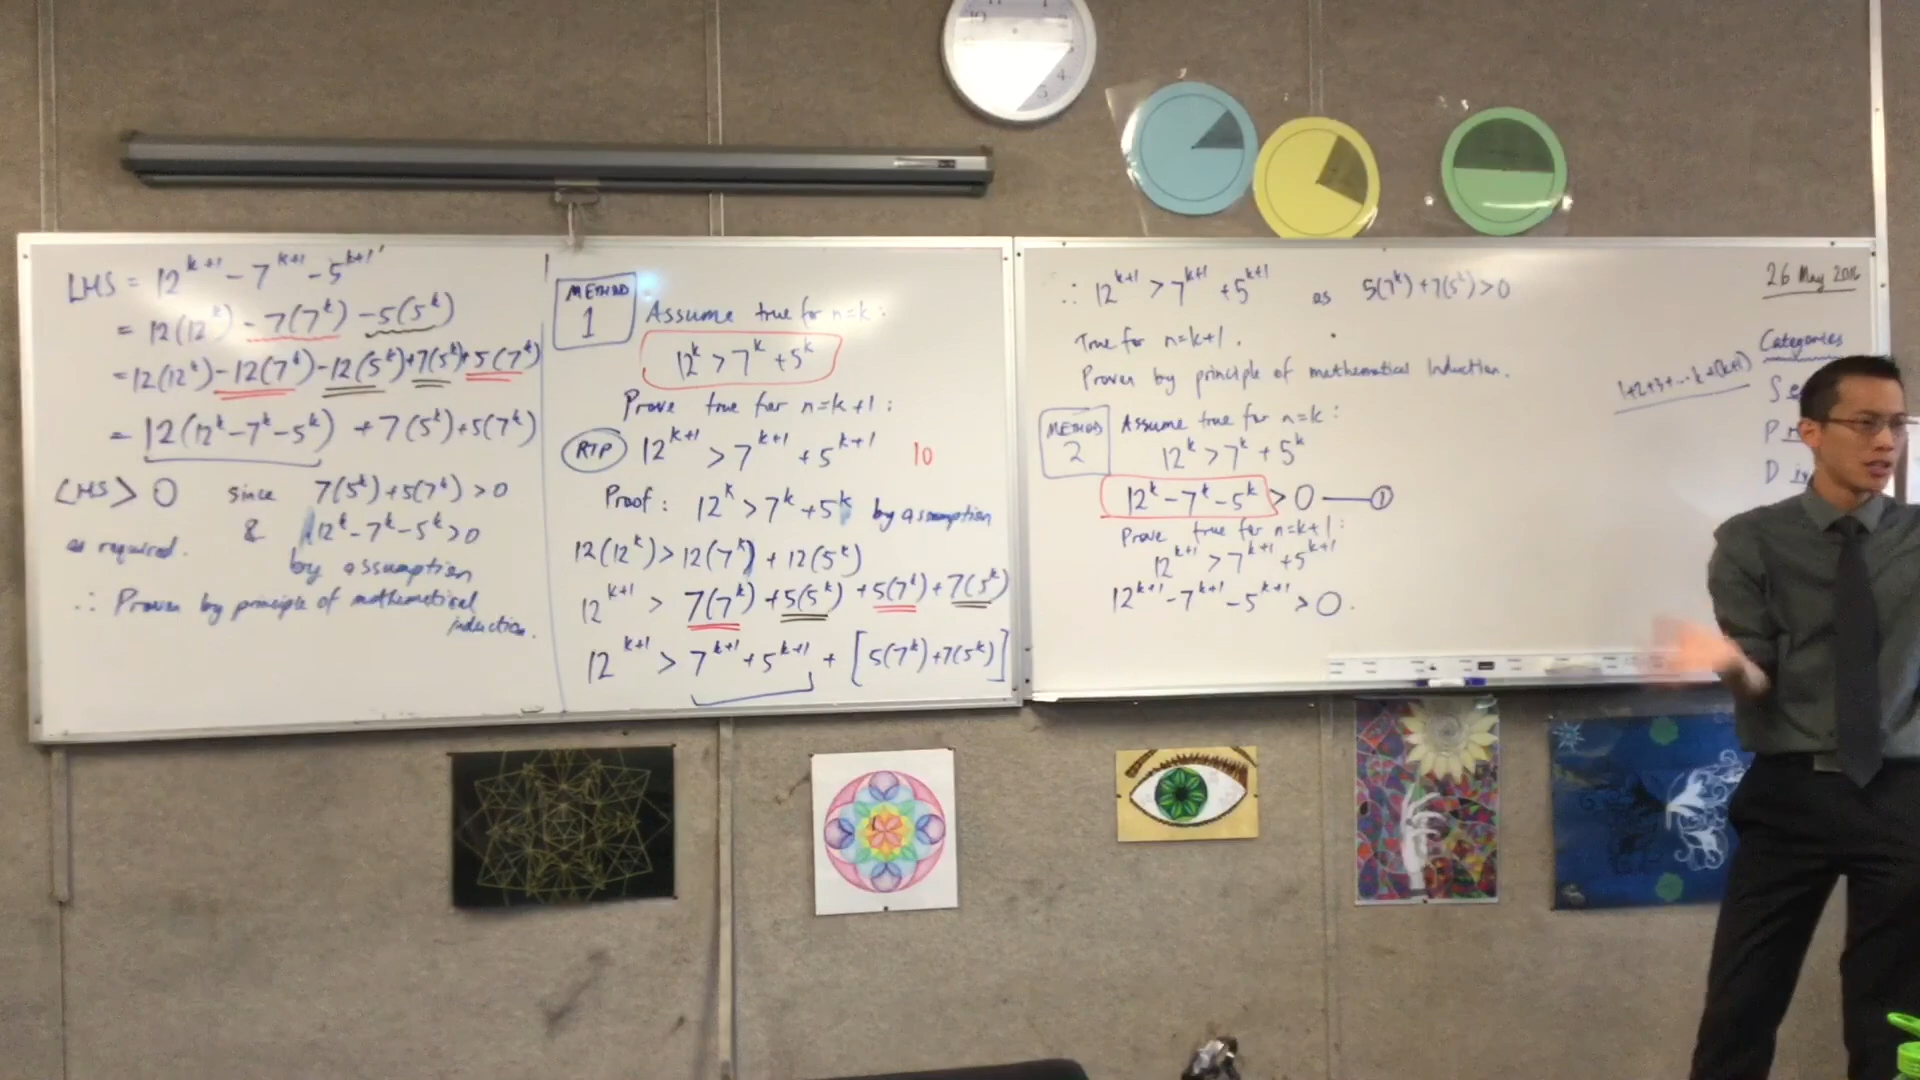 LHS = 12^{k+1} - 7^{k+1} - 5^{k+1}
= 12(12^k) - 7(7^k) - 5(5^k)
= 12(12^k) - 12(7^k) - 12(5^k) + 7(5^k) + 5(7^k)
= 12(12^k - 7^k - 5^k) + 7(5^k) + 5(7^k)
LHS > 0 since 7(5^k) + 5(7^k) > 0
& 12^k - 7^k - 5^k > 0
as required. by assumption
∴ Proven by principle of mathematical
induction.
METHOD
1
Assume true for n=k:
12^k > 7^k + 5^k
Prove true for n=k+1:
RTP 12^{k+1} > 7^{k+1} + 5^{k+1} 10
Proof: 12^k > 7^k + 5^k by assumption
12(12^k) > 12(7^k) + 12(5^k)
12^{k+1} > 7(7^k) + 5(5^k) + 5(7^k) + 7(5^k)
12^{k+1} > 7^{k+1} + 5^{k+1} + [5(7^k) + 7(5^k)]
∴ 12^{k+1} > 7^{k+1} + 5^{k+1} as 5(7^k) + 7(5^k) > 0
True for n=k+1.
Proven by principle of mathematical induction.
METHOD
2
Assume true for n=k:
12^k > 7^k + 5^k
12^k - 7^k - 5^k > 0 — ①
Prove true for n=k+1:
12^{k+1} > 7^{k+1} + 5^{k+1}
12^{k+1} - 7^{k+1} - 5^{k+1} > 0.
26 May
Categories
1+2+3+...k+(k+1)